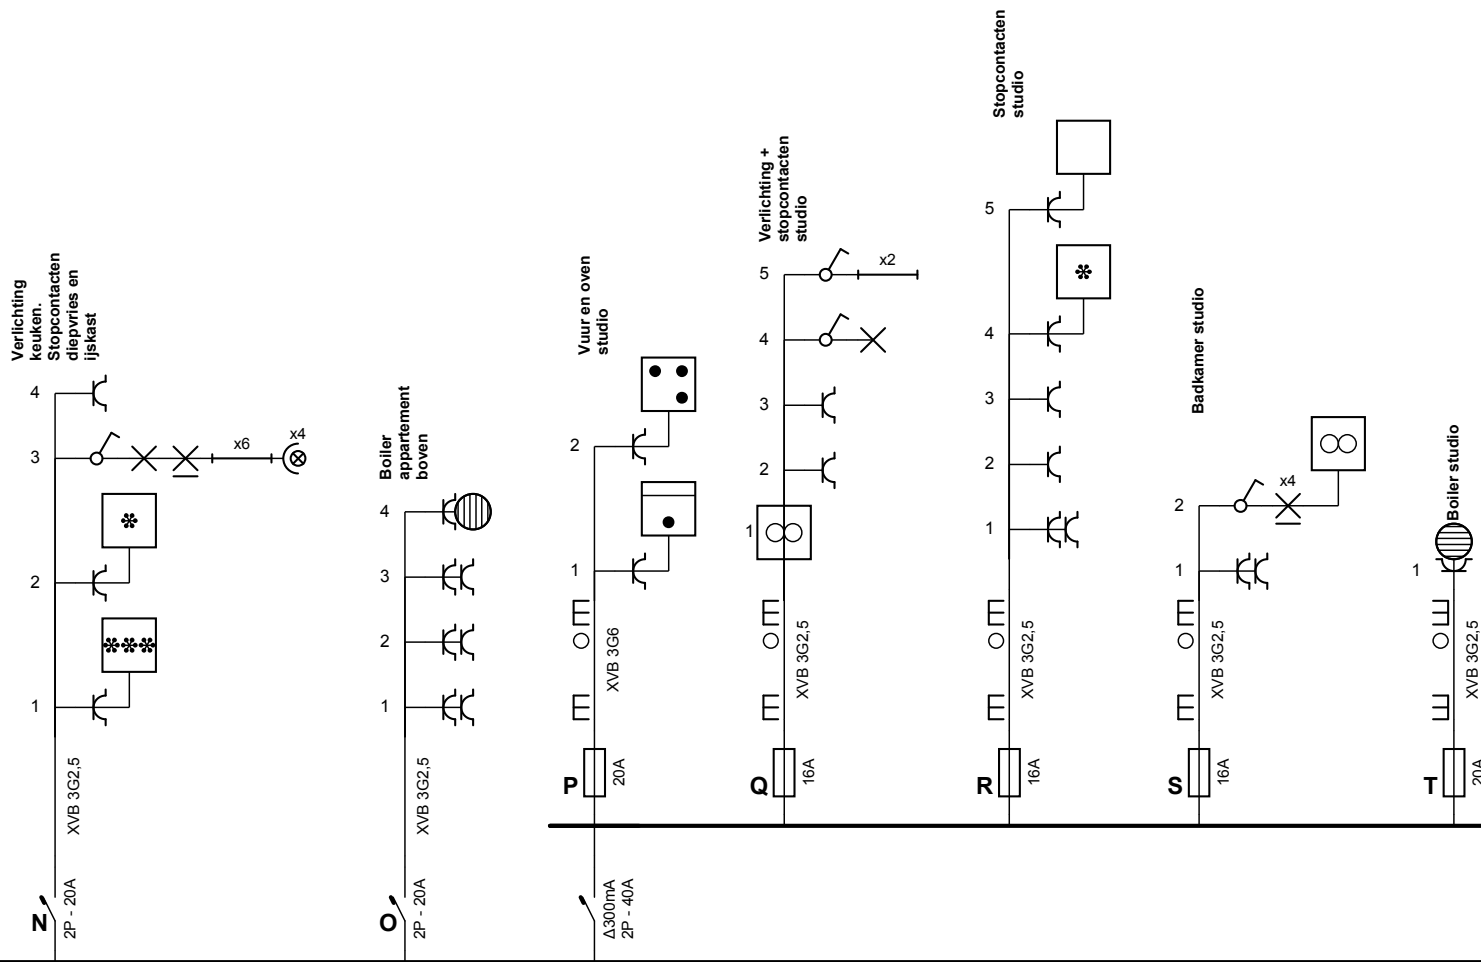 Verlichting
keuken.
Stopcontacten
diepvries en
ijskast
4
3
x6
x4
2
1
XVB 3G2,5
N
2P - 20A
Boiler
appartement
boven
4
3
2
1
XVB 3G2,5
O
2P - 20A
Vuur en oven
studio
2
1
XVB 3G6
P
20A
Δ300mA
2P - 40A
Verlichting +
stopcontacten
studio
5
x2
4
3
2
1
XVB 3G2,5
Q
16A
Stopcontacten
studio
5
4
3
2
1
XVB 3G2,5
R
16A
Badkamer studio
2
x4
1
XVB 3G2,5
S
16A
Boiler studio
1
XVB 3G2,5
T
20A